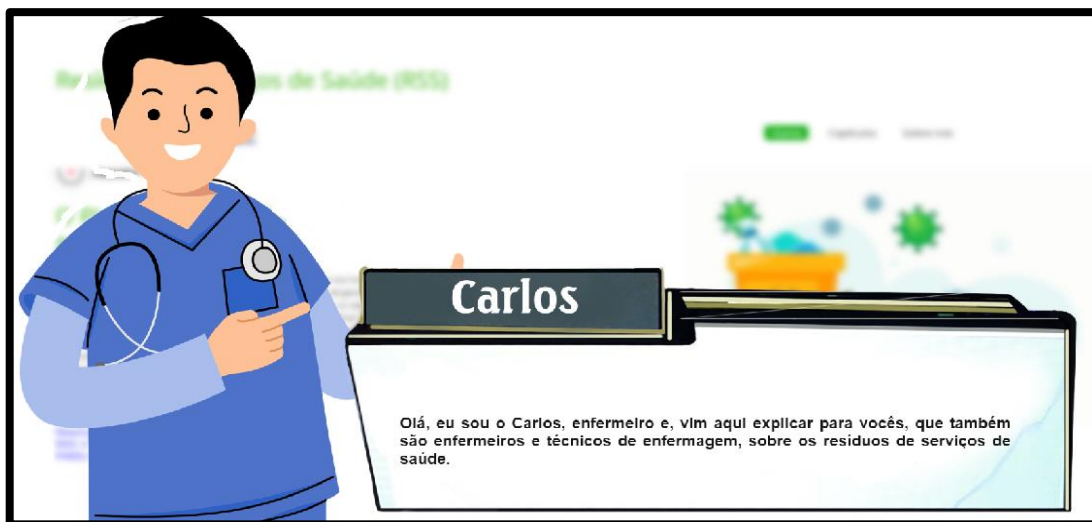 de Saúde (RSS)
Carlos
Olá, eu sou o Carlos, enfermeiro e, vim aqui explicar para vocês, que também
são enfermeiros e técnicos de enfermagem, sobre os resíduos de serviços de
saúde.